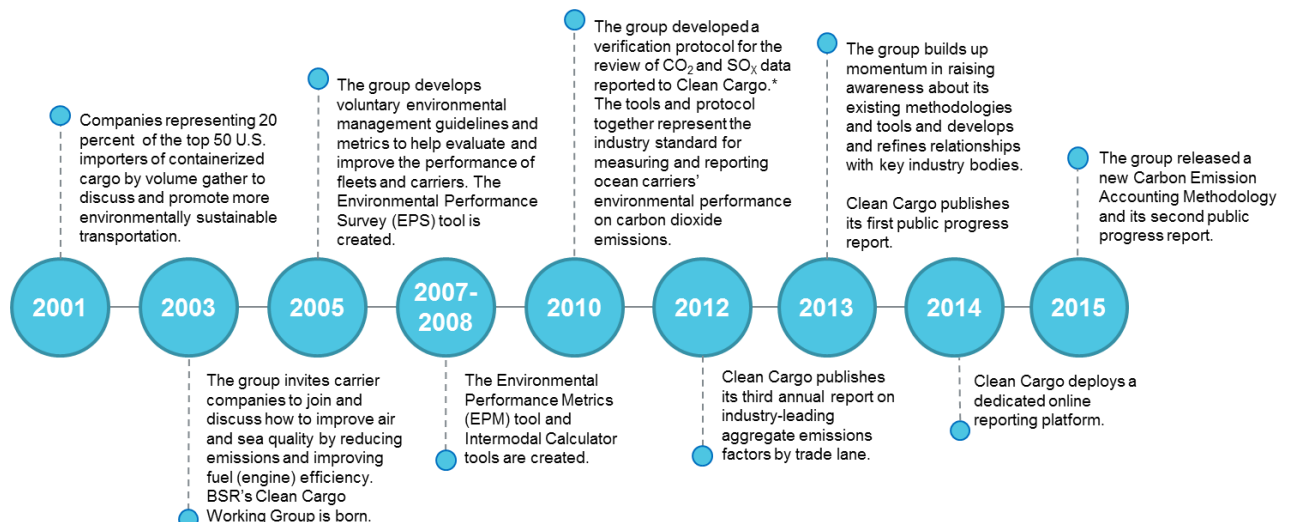 Companies representing 20
percent of the top 50 U.S.
importers of containerized
cargo by volume gather to
discuss and promote more
environmentally sustainable
transportation.
The group develops
voluntary environmental
management guidelines and
metrics to help evaluate and
improve the performance of
fleets and carriers. The
Environmental Performance
Survey (EPS) tool is
created.
The group developed a
verification protocol for the
review of CO₂ and SOₓ data
reported to Clean Cargo.*
The tools and protocol
together represent the
industry standard for
measuring and reporting
ocean carriers'
environmental performance
on carbon dioxide
emissions.
The group builds up
momentum in raising
awareness about its
existing methodologies
and tools and develops
and refines relationships
with key industry bodies.
Clean Cargo publishes
its first public progress
report.
The group released a
new Carbon Emission
Accounting Methodology
and its second public
progress report.
2001
2003
2005
2007-
2008
2010
2012
2013
2014
2015
The group invites carrier
companies to join and
discuss how to improve air
and sea quality by reducing
emissions and improving
fuel (engine) efficiency.
BSR's Clean Cargo
Working Group is born.
The Environmental
Performance Metrics
(EPM) tool and
Intermodal Calculator
tools are created.
Clean Cargo publishes
its third annual report on
industry-leading
aggregate emissions
factors by trade lane.
Clean Cargo deploys a
dedicated online
reporting platform.